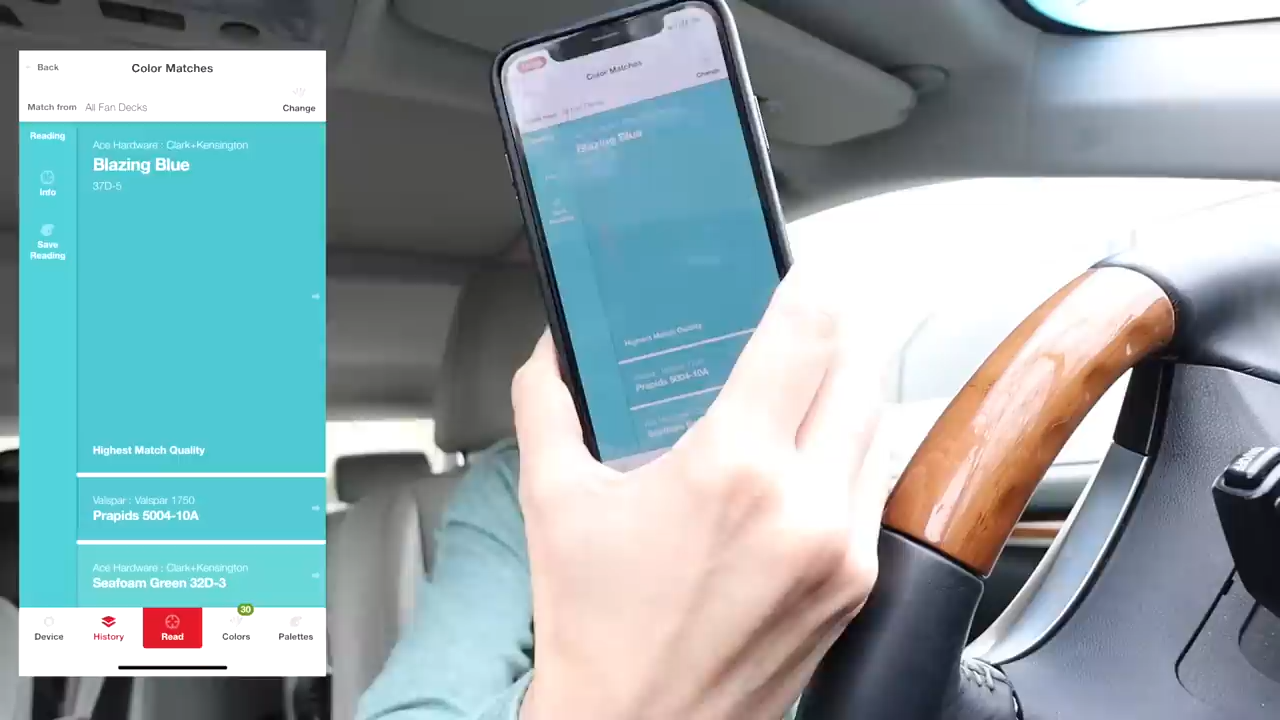 Back
Color Matches
Match from All Fan Decks
Change
Reading
Info
Save
Reading
Ace Hardware : Clark+Kensington
Blazing Blue
37D-5
Highest Match Quality
Valspar : Valspar 1750
Prapids 5004-10A
Ace Hardware : Clark+Kensington
Seafoam Green 32D-3
Device
History
Read
30
Colors
Palettes
Color Matches
Change
Blazing Blue
Highest Match Quality
Prapids 5004-10A